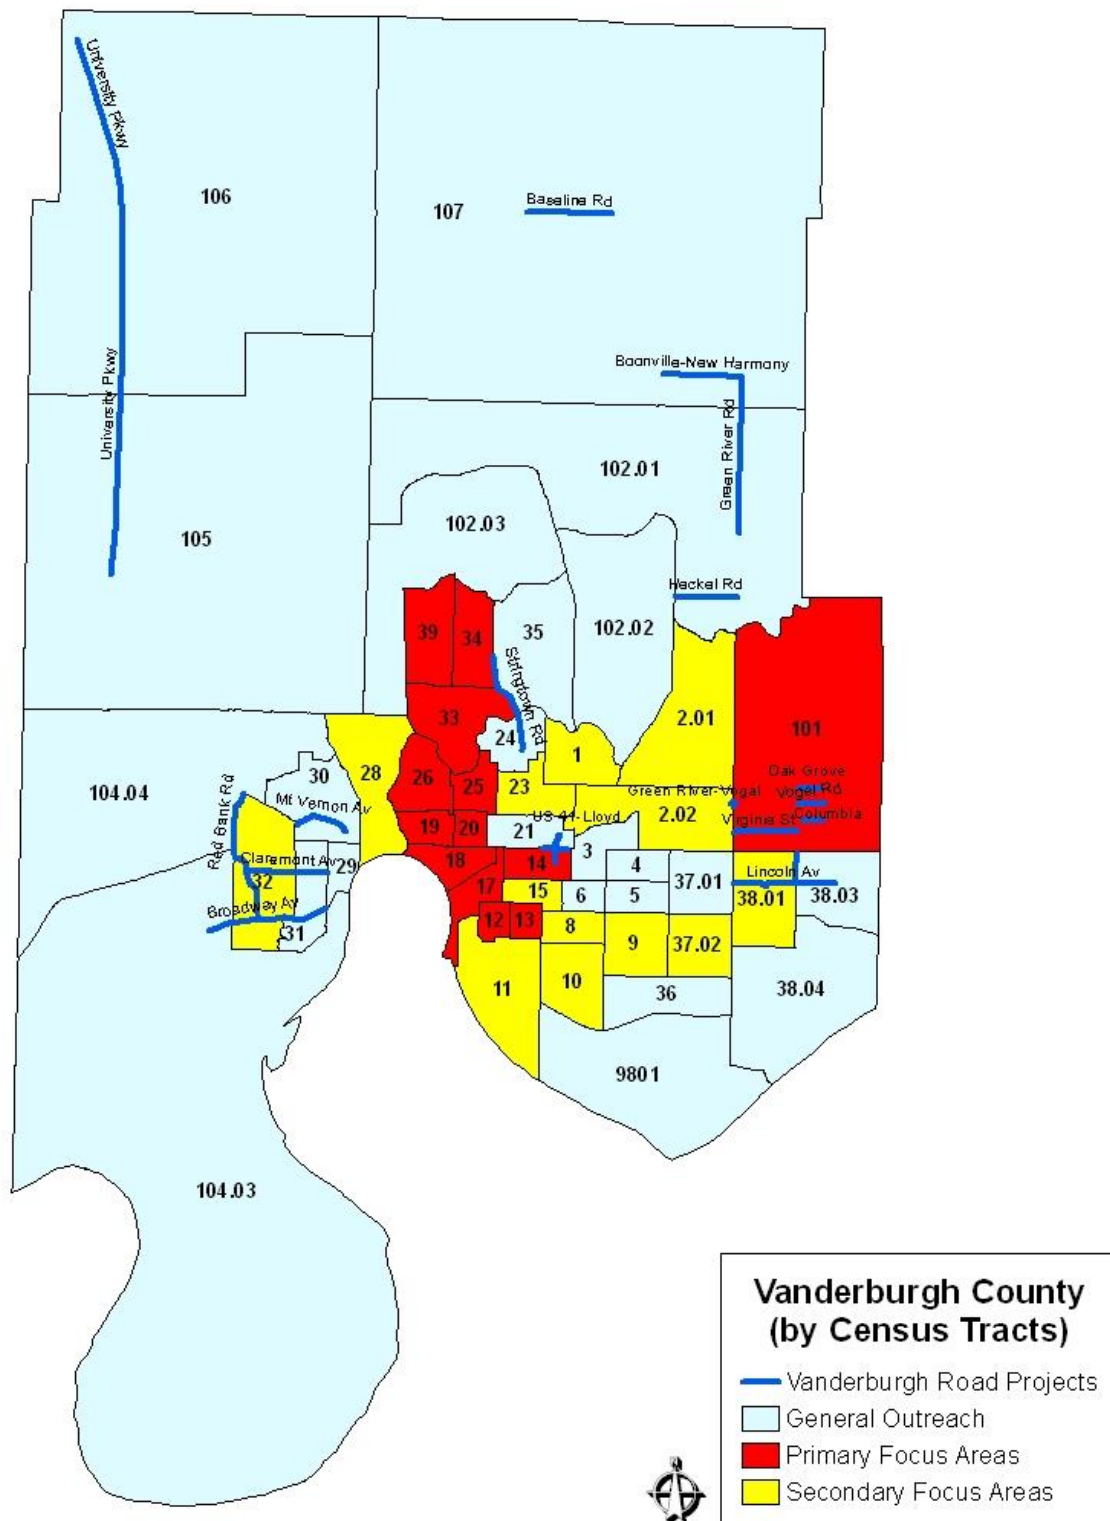 University Pkwy
106
107
Baseline Rd
Boonville-New Harmony
University Pkwy
Green River Rd
102.01
102.03
105
Heckel Rd
39
34
35
102.02
Stringtown Rd
33
2.01
101
24
1
28
30
26
25
23
Oak Grove
104.04
Green River-Vogal
Vogel Rd
Mt Vernon Av
Red Bank Rd
19
20
21
US 41-Lloyd
2.02
Virginia St
Columbia
Claremont Av
29
18
14
3
4
37.01
Lincoln Av
32
17
15
6
5
38.01
38.03
Broadway Av
31
12
13
8
9
37.02
11
10
36
38.04
9801
104.03
Vanderburgh County
(by Census Tracts)
Vanderburgh Road Projects
General Outreach
Primary Focus Areas
Secondary Focus Areas